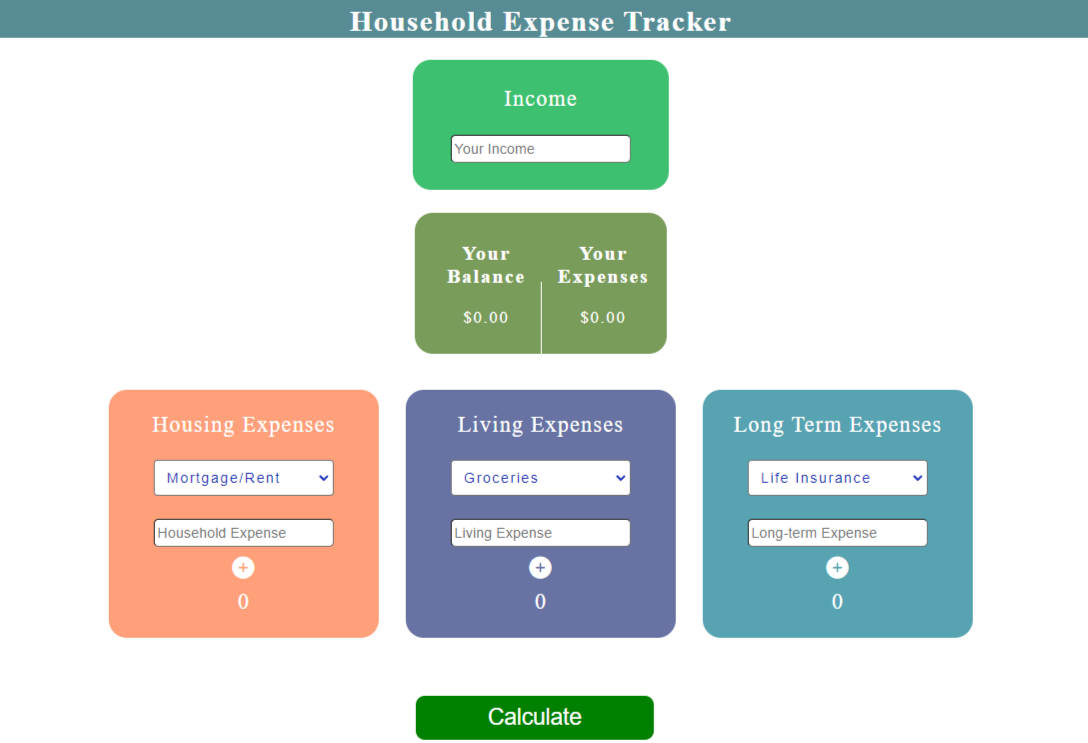 Household Expense Tracker
Income
Your Income
Your Balance
Your Expenses
$0.00
$0.00
Housing Expenses
Mortgage/Rent
Household Expense
+
0
Living Expenses
Groceries
Living Expense
+
0
Long Term Expenses
Life Insurance
Long-term Expense
+
0
Calculate